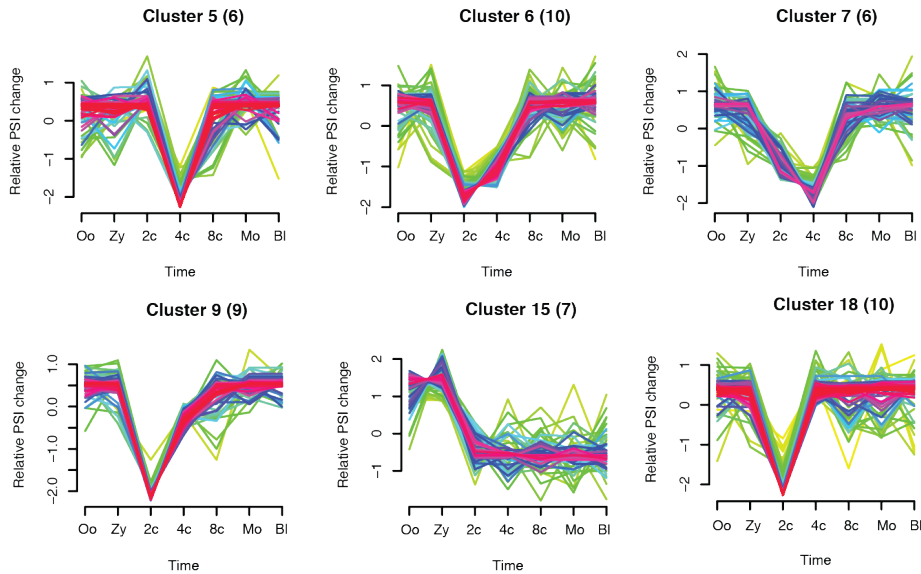 Cluster 5 (6)
Cluster 6 (10)
Cluster 7 (6)
Relative PSI change
1
0
−1
−2
Oo Zy 2c 4c 8c Mo Bl
Time
Relative PSI change
1
0
−1
−2
Oo Zy 2c 4c 8c Mo Bl
Time
Relative PSI change
2
1
0
−1
−2
Oo Zy 2c 4c 8c Mo Bl
Time
Cluster 9 (9)
Cluster 15 (7)
Cluster 18 (10)
Relative PSI change
1.0
0.0
−1.0
−2.0
Oo Zy 2c 4c 8c Mo Bl
Time
Relative PSI change
2
1
0
−1
Oo Zy 2c 4c 8c Mo Bl
Time
Relative PSI change
1
0
−1
−2
Oo Zy 2c 4c 8c Mo Bl
Time